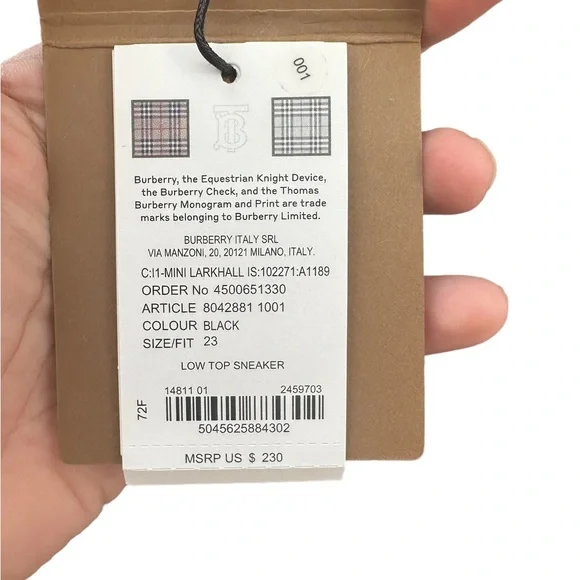 001
Burberry, the Equestrian Knight Device,
the Burberry Check, and the Thomas
Burberry Monogram and Print are trade
marks belonging to Burberry Limited.
BURBERRY ITALY SRL
VIA MANZONI, 20, 20121 MILANO, ITALY.
C:I1-MINI LARKHALL IS:102271:A1189
ORDER No 4500651330
ARTICLE 8042881 1001
COLOUR BLACK
SIZE/FIT 23
LOW TOP SNEAKER
72F
14811 01 2459703
5045625884302
MSRP US $ 230